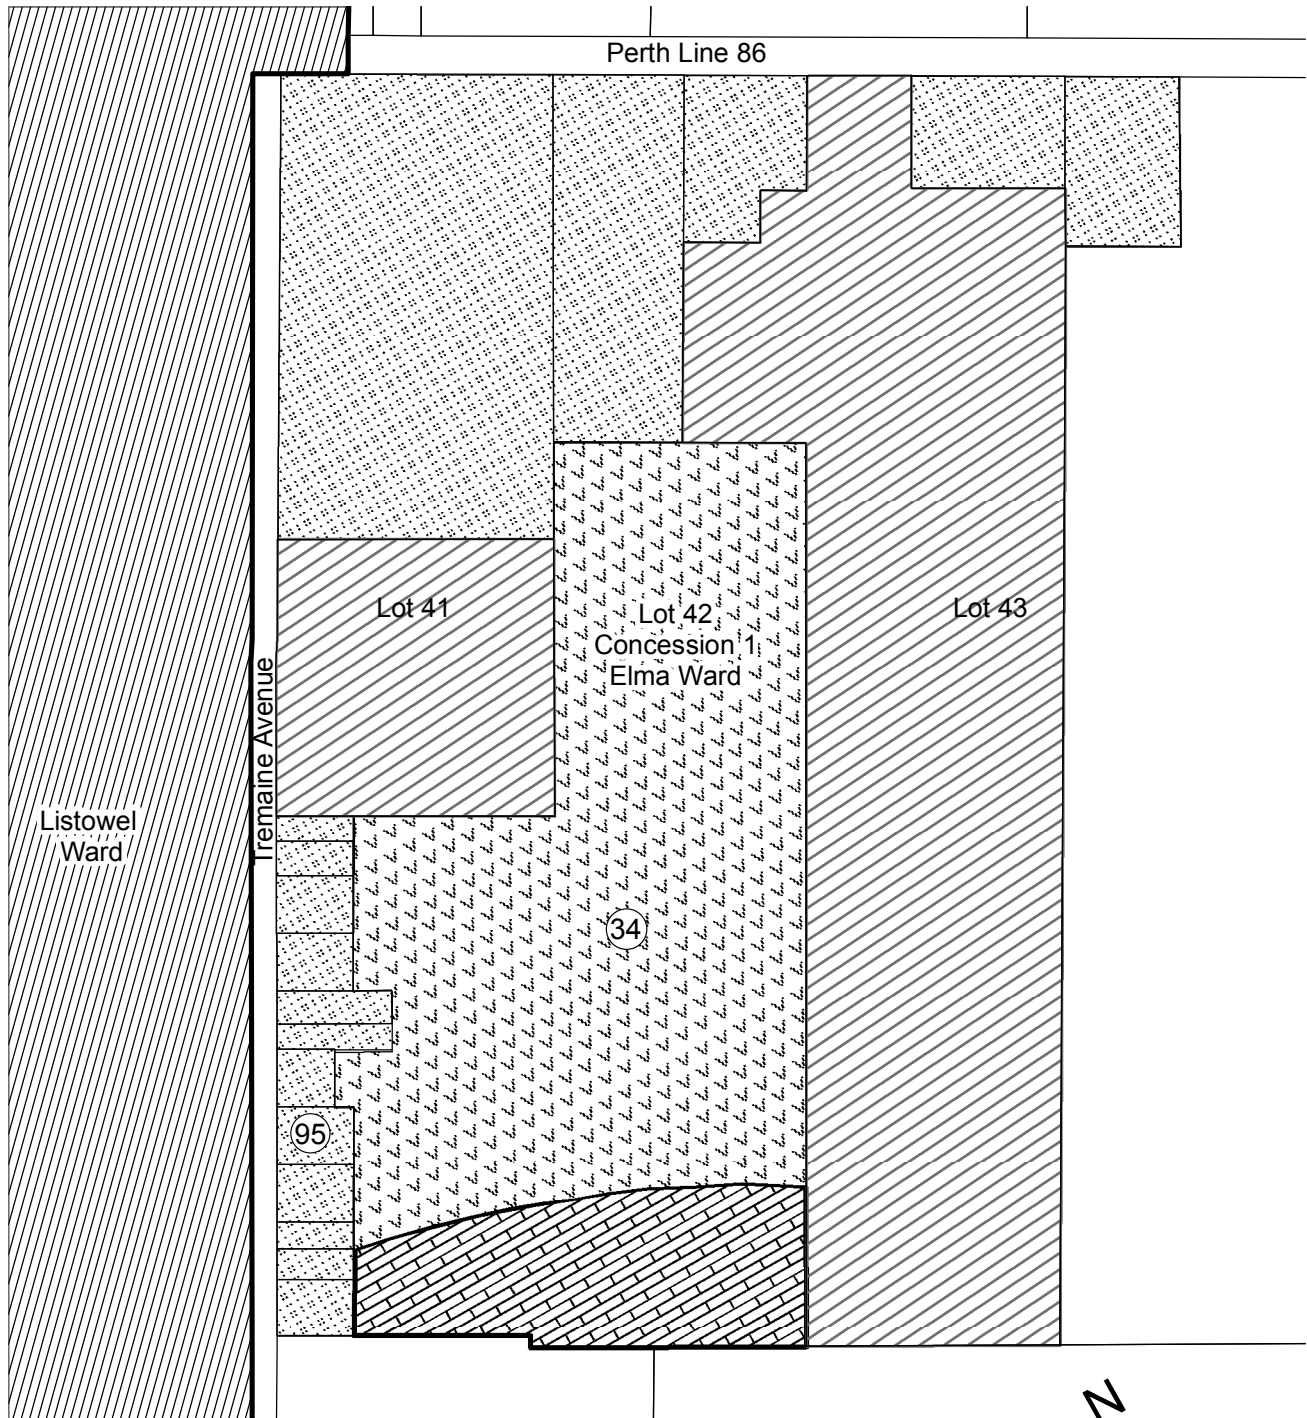 Perth Line 86
Lot 41
Lot 42
Concession 1
Elma Ward
Lot 43
Tremaine Avenue
Listowel
Ward
34
95
N